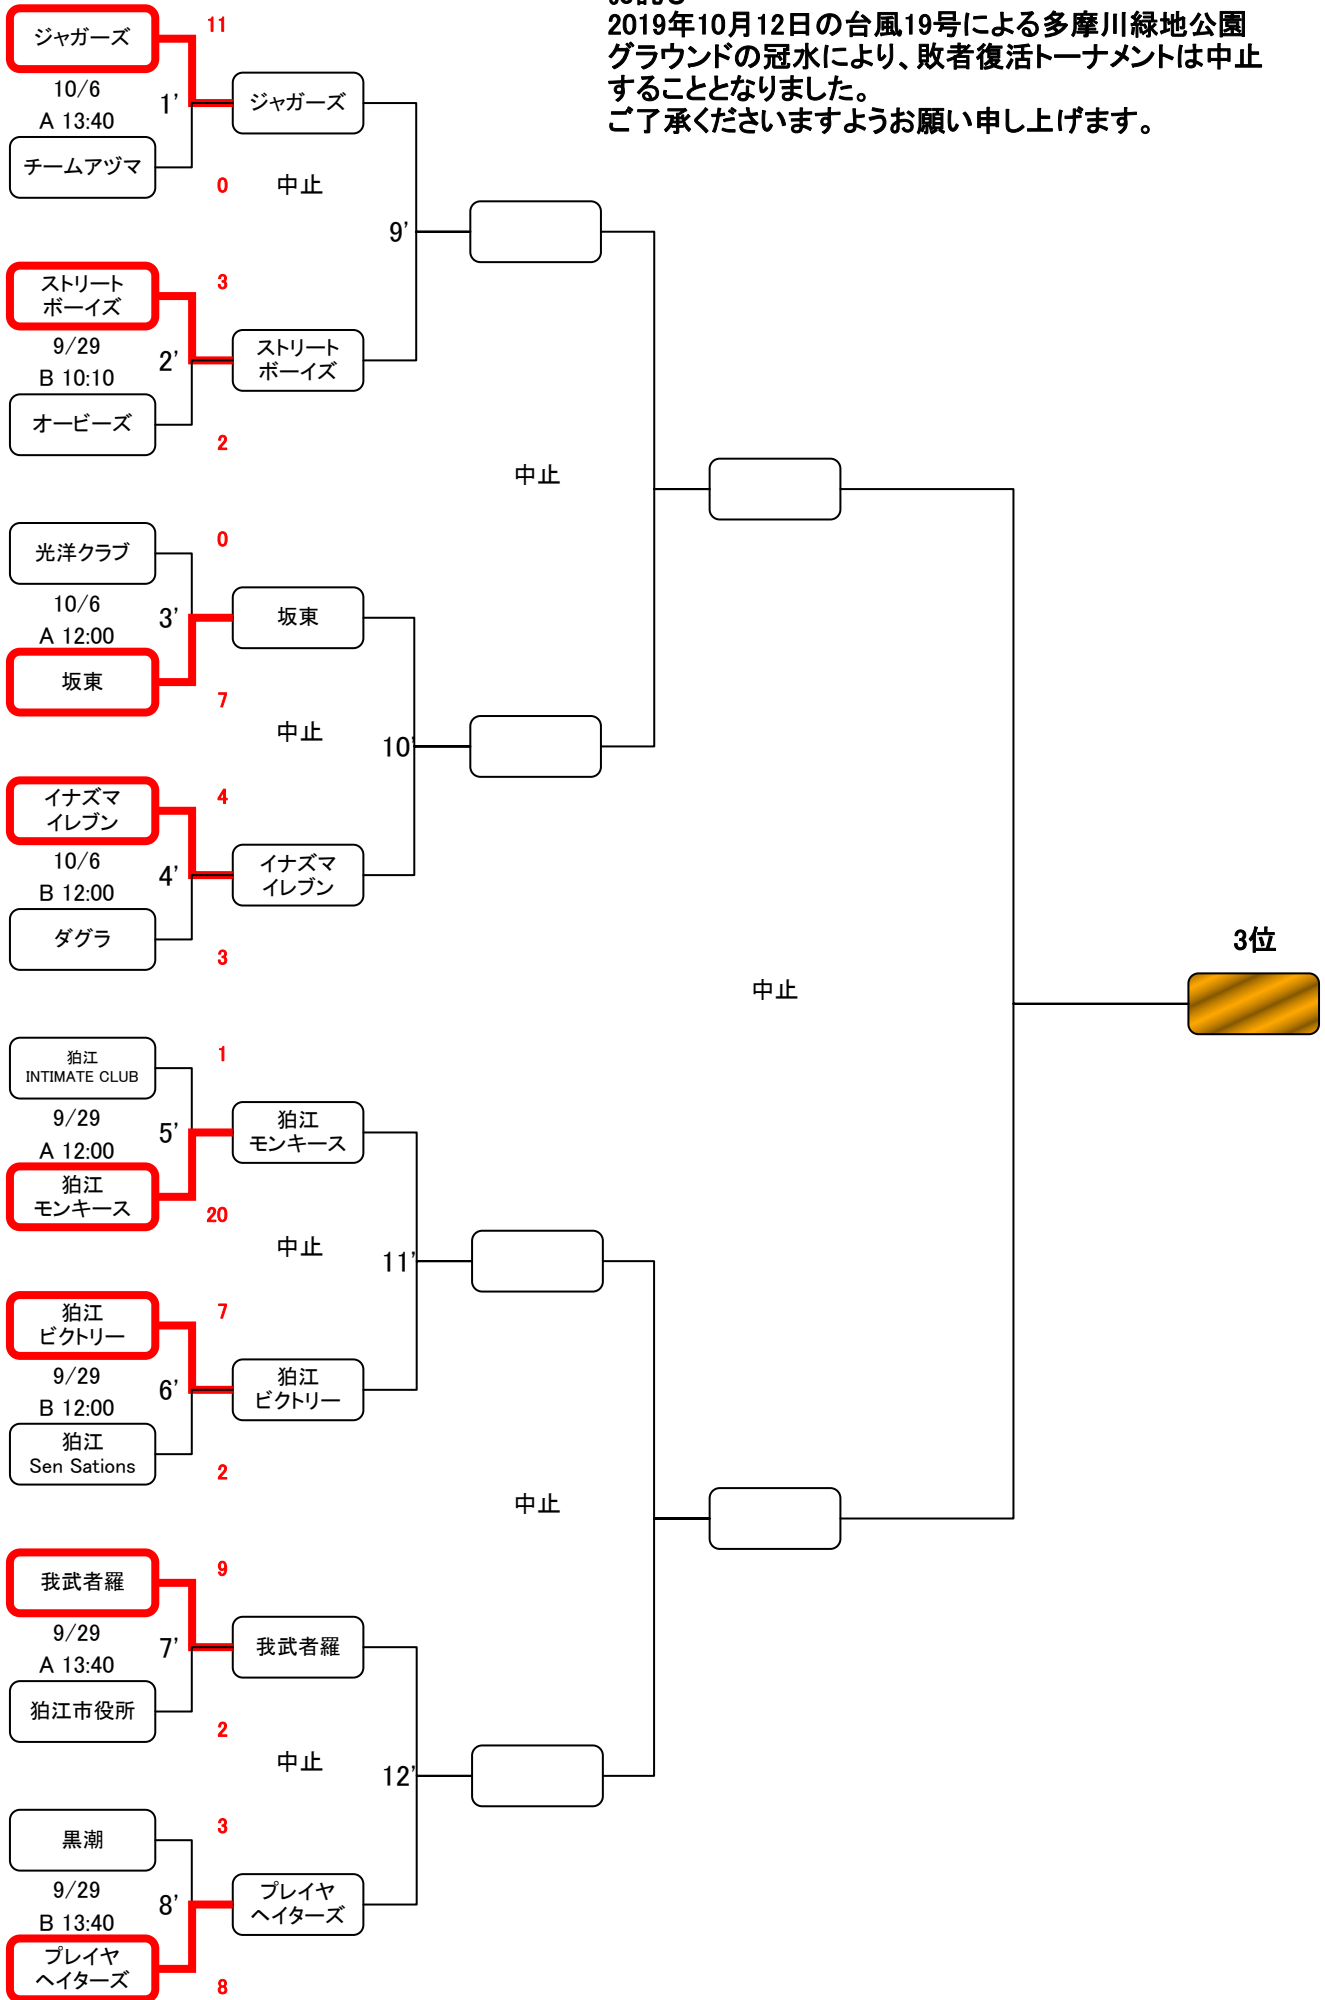 2019年10月12日の台風19号による多摩川緑地公園
グラウンドの冠水により、敗者復活トーナメントは中止
することとなりました。
ご了承くださいますようお願い申し上げます。
ジャガーズ
11
10/6
A 13:40
1'
ジャガーズ
チームアヅマ
0
中止
9'
ストリート
ボーイズ
3
9/29
B 10:10
2'
ストリート
ボーイズ
オービーズ
2
中止
光洋クラブ
0
10/6
A 12:00
3'
坂東
坂東
7
中止
10'
イナズマ
イレブン
4
10/6
B 12:00
4'
イナズマ
イレブン
ダグラ
3
3位
中止
狛江
INTIMATE CLUB
1
9/29
A 12:00
5'
狛江
モンキース
狛江
モンキース
20
中止
11'
狛江
ビクトリー
7
9/29
B 12:00
6'
狛江
ビクトリー
狛江
Sen Sations
2
中止
我武者羅
9
9/29
A 13:40
7'
我武者羅
狛江市役所
2
中止
12'
黒潮
3
9/29
B 13:40
8'
プレイヤ
ヘイターズ
プレイヤ
ヘイターズ
8